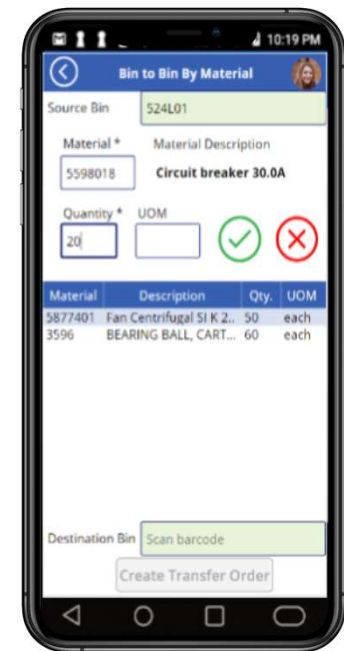 10:19 PM
Bin to Bin By Material
Source Bin 524L01
Material * Material Description
5598018 Circuit breaker 30.0A
Quantity * UOM
20
Material Description Qty. UOM
5877401 Fan Centrifugal SI K 2.. 50 each
3596 BEARING BALL, CART... 60 each
Destination Bin Scan barcode
Create Transfer Order